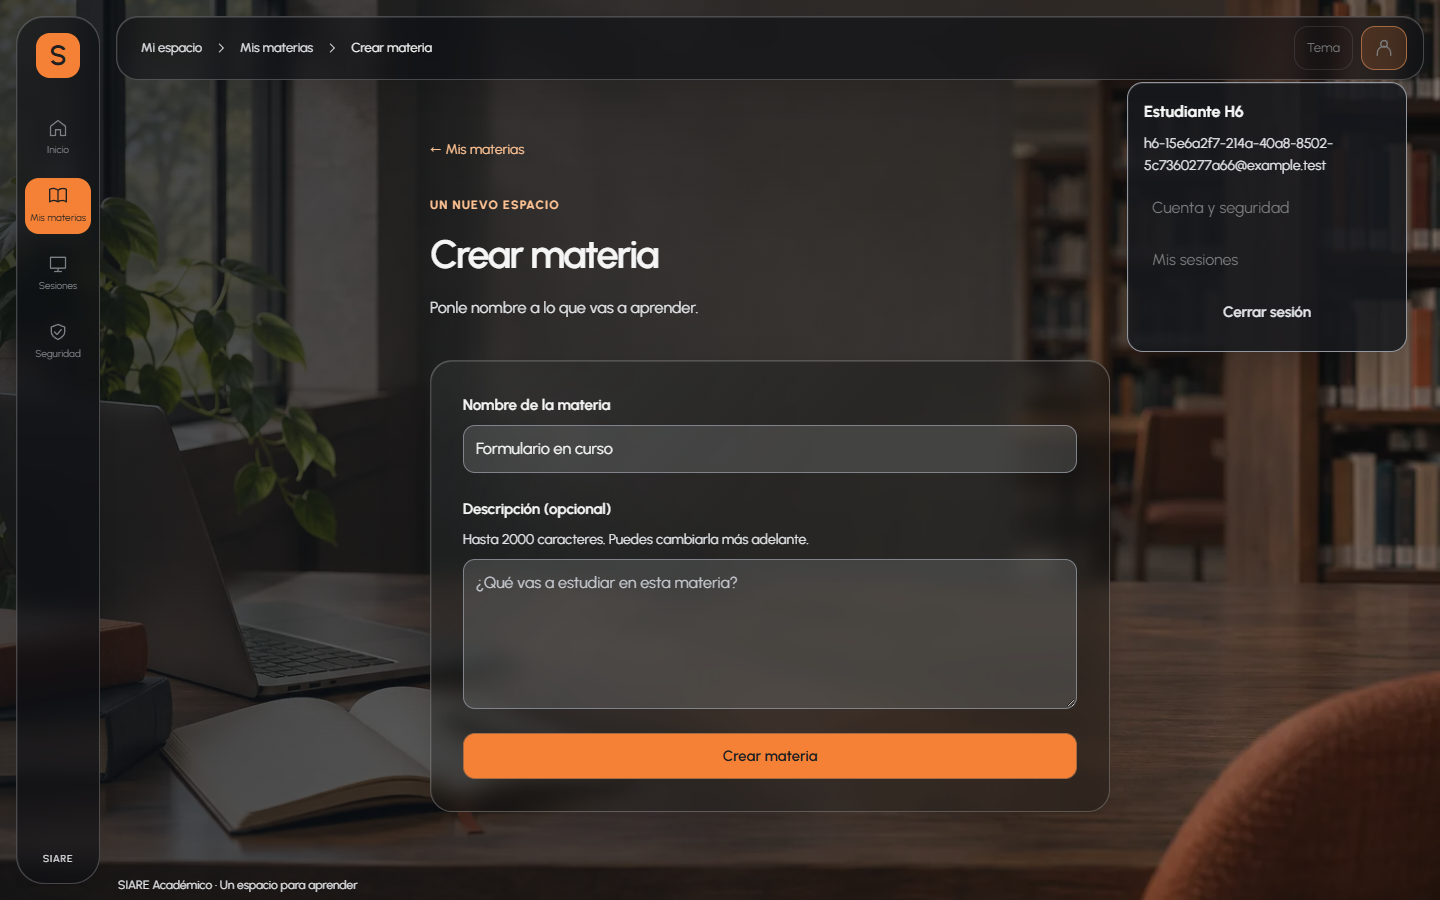 S
Mi espacio > Mis materias > Crear materia
Tema
Inicio
Mis materias
Sesiones
Seguridad
SIARE
Estudiante H6
h6-15e6a2f7-214a-40a8-8502-
5c7360277a66@example.test
Cuenta y seguridad
Mis sesiones
Cerrar sesión
← Mis materias
UN NUEVO ESPACIO
Crear materia
Ponle nombre a lo que vas a aprender.
Nombre de la materia
Formulario en curso
Descripción (opcional)
Hasta 2000 caracteres. Puedes cambiarla más adelante.
¿Qué vas a estudiar en esta materia?
Crear materia
SIARE Académico · Un espacio para aprender